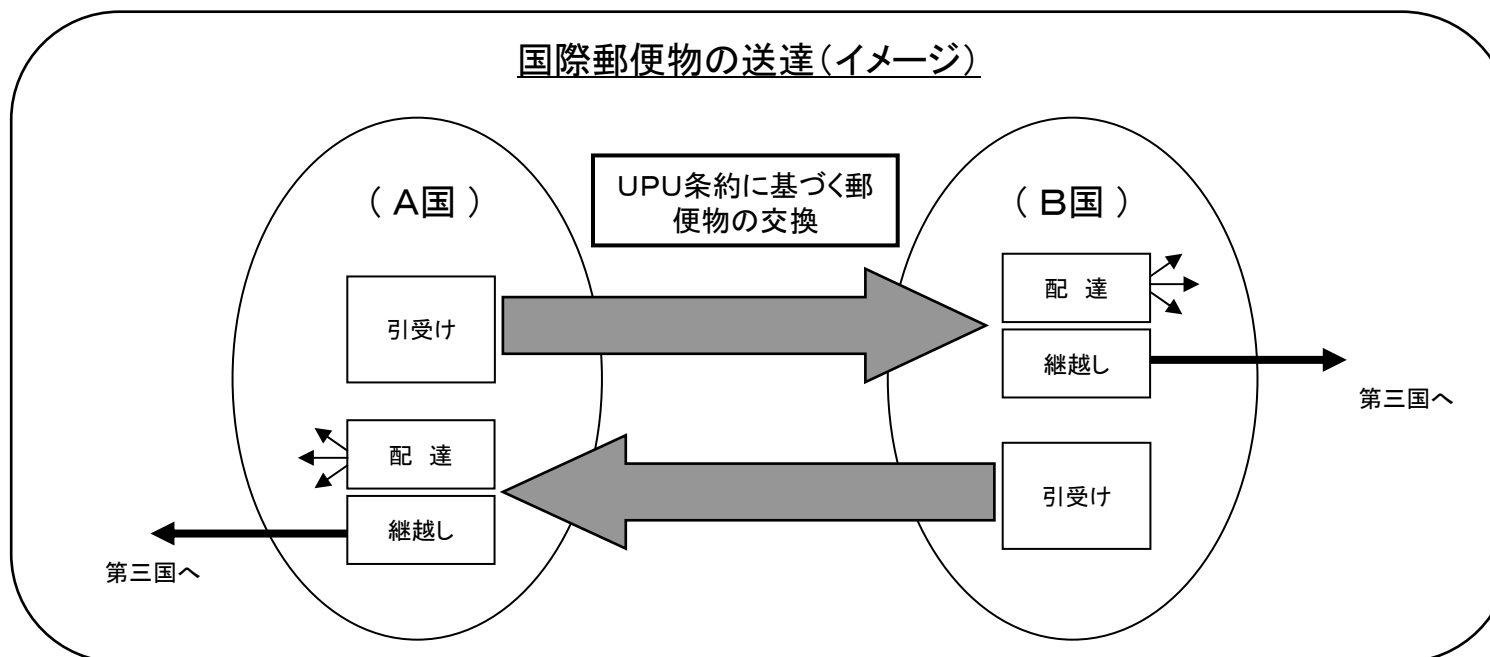 国際郵便物の送達（イメージ）
UPU条約に基づく郵
便物の交換
（ A国 ）
（ B国 ）
引受け
配　達
継越し
第三国へ
配　達
継越し
第三国へ
引受け